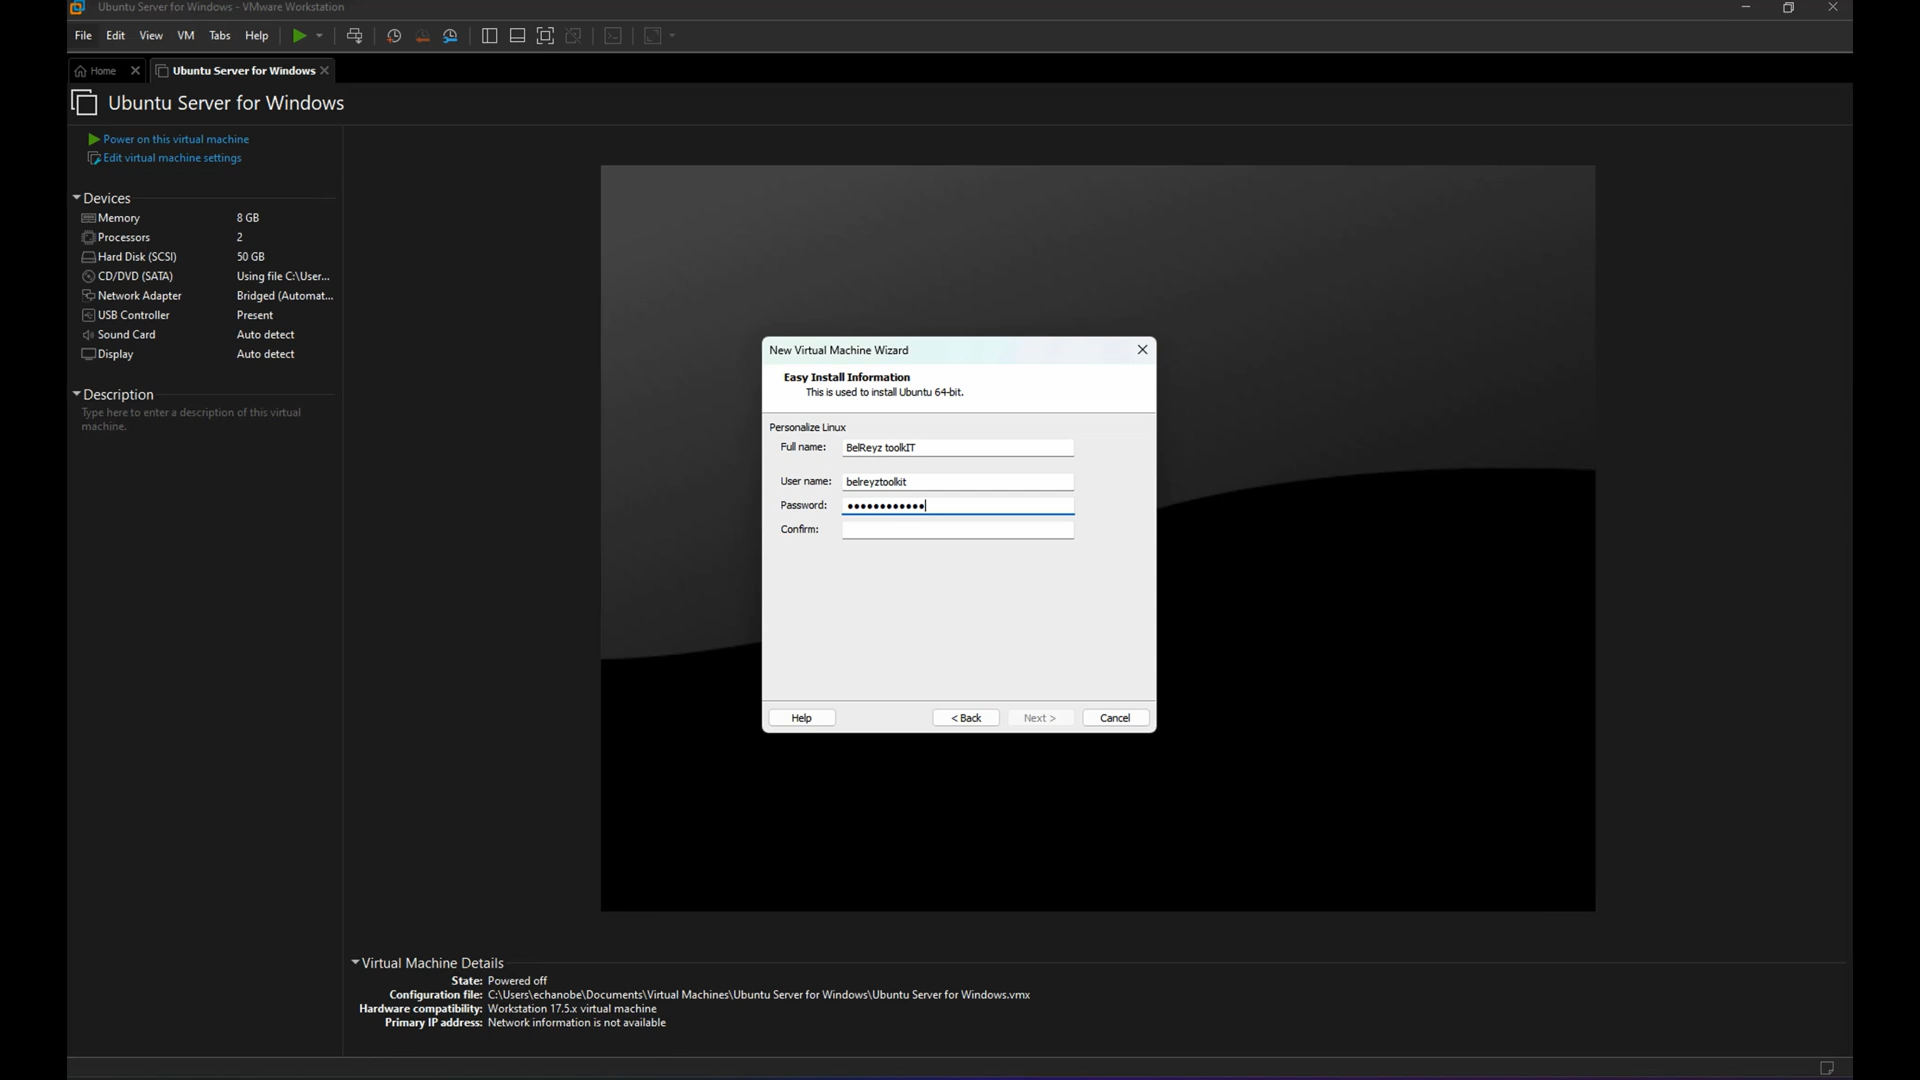 Ubuntu Server for Windows - VMware Workstation
File Edit View VM Tabs Help
Home Ubuntu Server for Windows
Ubuntu Server for Windows
Power on this virtual machine
Edit virtual machine settings
Devices
Memory 8 GB
Processors 2
Hard Disk (SCSI) 50 GB
CD/DVD (SATA) Using file C:\User...
Network Adapter Bridged (Automat...
USB Controller Present
Sound Card Auto detect
Display Auto detect
Description
Type here to enter a description of this virtual
machine.
New Virtual Machine Wizard
Easy Install Information
This is used to install Ubuntu 64-bit.
Personalize Linux
Full name: BelReyz toolkIT
User name: belreyztoolkit
Password: ●●●●●●●●●●●●
Confirm:
Help < Back Next > Cancel
Virtual Machine Details
State: Powered off
Configuration file: C:\Users\echanobe\Documents\Virtual Machines\Ubuntu Server for Windows\Ubuntu Server for Windows.vmx
Hardware compatibility: Workstation 17.5.x virtual machine
Primary IP address: Network information is not available